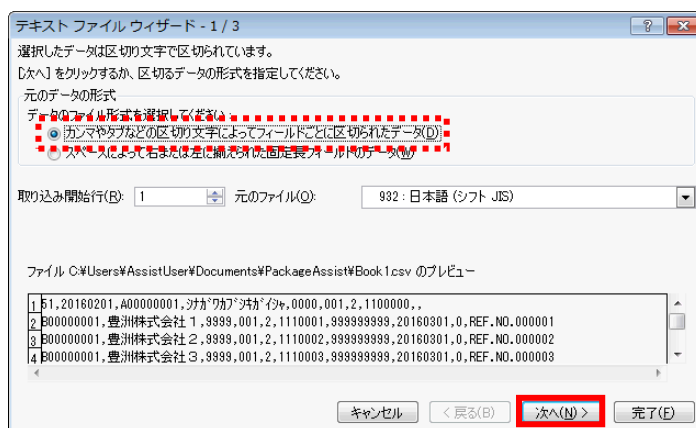 テキスト ファイル ウィザード - 1 / 3
選択したデータは区切り文字で区切られています。
[次へ] をクリックするか、区切るデータの形式を指定してください。
元のデータの形式
データのファイル形式を選択してください:
カンマやタブなどの区切り文字によってフィールドごとに区切られたデータ(D)
スペースによって右または左に揃えられた固定長フィールドのデータ(W)
取り込み開始行(R): 1 元のファイル(O): 932 : 日本語 (シフト JIS)
ファイル C:¥Users¥AssistUser¥Documents¥PackageAssist¥Book1.csv のプレビュー
1 51,20160201,A00000001,ｼﾅｶﾞﾜｶﾌﾞｼｷｶﾞｲｼｬ,0000,001,2,1100000,,
2 B00000001,豊洲株式会社１,9999,001,2,1110001,999999999,20160301,0,REF.NO.000001
3 B00000001,豊洲株式会社２,9999,001,2,1110002,999999999,20160301,0,REF.NO.000002
4 B00000001,豊洲株式会社３,9999,001,2,1110003,999999999,20160301,0,REF.NO.000003
キャンセル < 戻る(B) 次へ(N) > 完了(F)